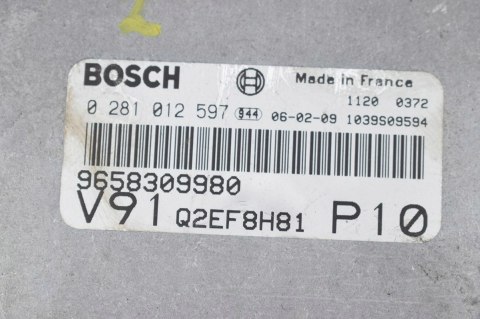 BOSCH Made in France
1120 0372
0 281 012 597 944 06-02-09 1039S09594
9658309980
V91 Q2EF8H81 P10